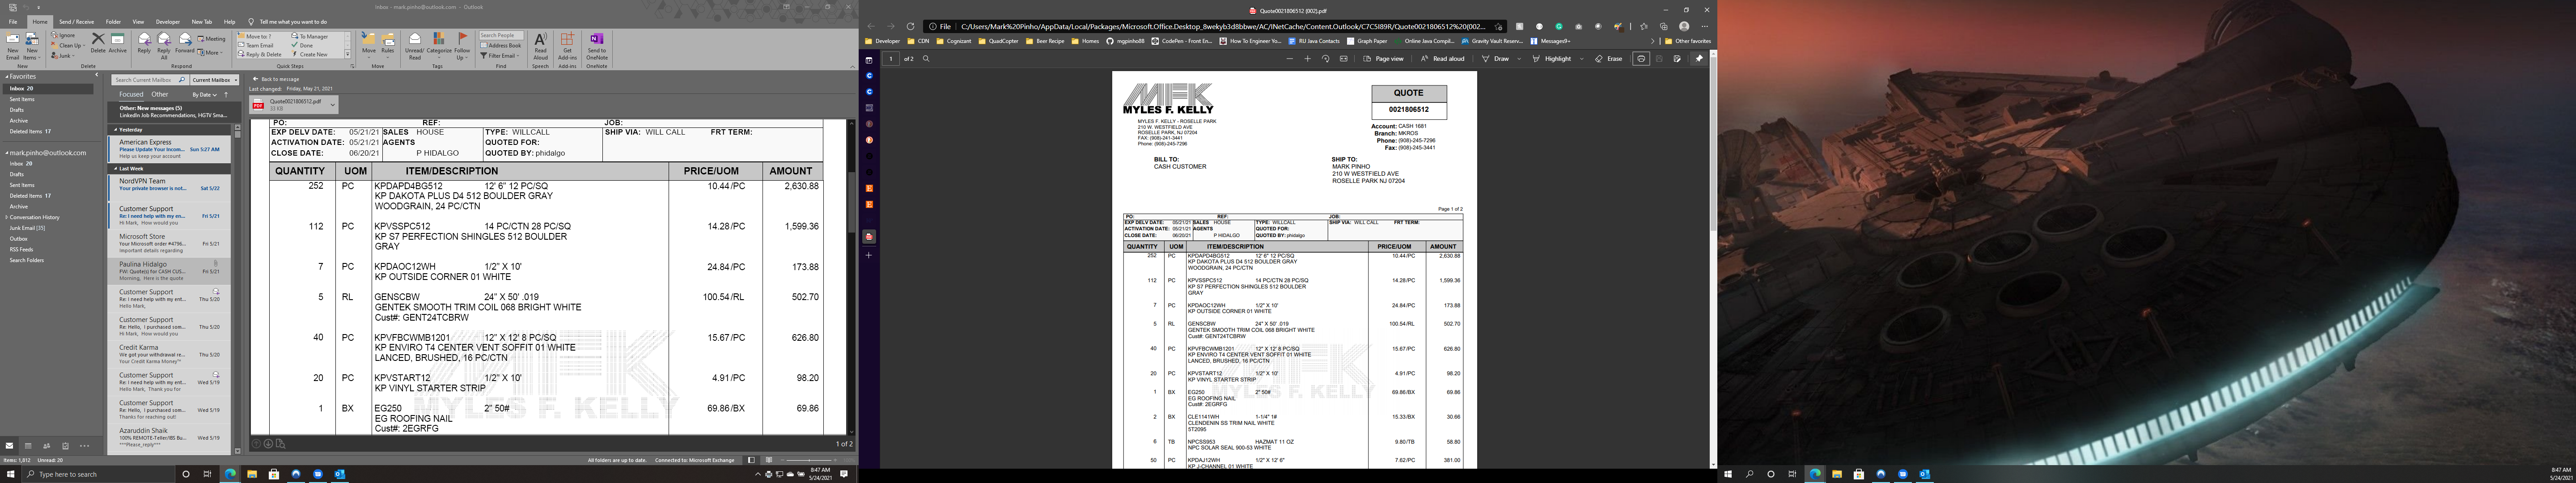 Inbox - mark.pinho@outlook.com - Outlook
File Home Send / Receive Folder View Developer New Tab Help Tell me what you want to do
New Email
New Items
New
Ignore
Clean Up
Junk
Delete
Archive
Delete
Reply
Reply All
Forward
Meeting
More
Respond
Move to: ?
Team Email
Reply & Delete
To Manager
Done
Create New
Quick Steps
Move
Rules
Move
Unread/ Read
Categorize
Follow Up
Tags
Search People
Address Book
Filter Email
Find
Read Aloud
Speech
Get Add-ins
Add-ins
Send to OneNote
OneNote
Favorites
Inbox 20
Sent Items
Drafts
Archive
Deleted Items 17
mark.pinho@outlook.com
Inbox 20
Drafts
Sent Items
Deleted Items 17
Archive
Conversation History
Junk Email [35]
Outbox
RSS Feeds
Search Folders
Search Current Mailbox Current Mailbox
Focused Other By Date
Other: New messages (5)
LinkedIn Job Recommendations, HGTV Sma...
Yesterday
American Express
Please Update Your Incom... Sun 5:27 AM
Help us keep your account
Last Week
NordVPN Team
Your private browser is not... Sat 5/22
Customer Support
Re: I need help with my en... Fri 5/21
Hi Mark, How would you
Microsoft Store
Your Microsoft order #4796... Fri 5/21
Important details regarding
Paulina Hidalgo
FW: Quote(s) for CASH CUS... Fri 5/21
Morning, Here is the quote
Customer Support
Re: I need help with my ent... Thu 5/20
Hello Mark,
Customer Support
Re: Hello, I purchased som... Thu 5/20
Hi Mark, How would you
Credit Karma
We got your withdrawal re... Thu 5/20
Your Credit Karma Money™
Customer Support
Re: I need help with my ent... Wed 5/19
Hello Mark, Thank you for
Customer Support
Re: Hello, I purchased som... Wed 5/19
Thanks for reaching out!
Azaruddin Shaik
100% REMOTE-Teller/IBS Bu... Wed 5/19
***Please_reply***
Back to message
Last changed: Friday, May 21, 2021
Quote0021806512.pdf
33 KB
PO: REF: JOB:
EXP DELV DATE: 05/21/21 SALES HOUSE TYPE: WILLCALL SHIP VIA: WILL CALL FRT TERM:
ACTIVATION DATE: 05/21/21 AGENTS QUOTED FOR:
CLOSE DATE: 06/20/21 P HIDALGO QUOTED BY: phidalgo
QUANTITY UOM ITEM/DESCRIPTION PRICE/UOM AMOUNT
252 PC KPDAPD4BG512 12' 6" 12 PC/SQ 10.44/PC 2,630.88
KP DAKOTA PLUS D4 512 BOULDER GRAY
WOODGRAIN, 24 PC/CTN
112 PC KPVSSPC512 14 PC/CTN 28 PC/SQ 14.28/PC 1,599.36
KP S7 PERFECTION SHINGLES 512 BOULDER
GRAY
7 PC KPDAOC12WH 1/2" X 10' 24.84/PC 173.88
KP OUTSIDE CORNER 01 WHITE
5 RL GENSCBW 24" X 50' .019 100.54/RL 502.70
GENTEK SMOOTH TRIM COIL 068 BRIGHT WHITE
Cust#: GENT24TCBRW
40 PC KPVFBCWMB1201 12" X 12' 8 PC/SQ 15.67/PC 626.80
KP ENVIRO T4 CENTER VENT SOFFIT 01 WHITE
LANCED, BRUSHED, 16 PC/CTN
20 PC KPVSTART12 1/2" X 10' 4.91/PC 98.20
KP VINYL STARTER STRIP
1 BX EG250 2" 50# 69.86/BX 69.86
EG ROOFING NAIL
Cust#: 2EGRFG
MFK
MYLES F. KELLY
1 of 2
Items: 1,812 Unread: 20 All folders are up to date. Connected to: Microsoft Exchange
Type here to search
8:47 AM
5/24/2021
Quote0021806512 (002).pdf
File C:/Users/Mark%20Pinho/AppData/Local/Packages/Microsoft.Office.Desktop_8wekyb3d8bbwe/AC/INetCache/Content.Outlook/C7C5I89R/Quote0021806512%20(002...
Developer CDN Cognizant QuadCopter Beer Recipe Homes mgpinho88 CodePen - Front En... How To Engineer Yo... RU Java Contacts Graph Paper Online Java Compil... Gravity Vault Reserv... Messages9+ Other favorites
1 of 2 Page view Read aloud Draw Highlight Erase
MFK
MYLES F. KELLY
MYLES F. KELLY - ROSELLE PARK
210 W. WESTFIELD AVE
ROSELLE PARK, NJ 07204
FAX: (908)-241-3441
Phone: (908)-245-7296
QUOTE
0021806512
Account: CASH 1681
Branch: MKROS
Phone: (908)-245-7296
Fax: (908)-245-3441
BILL TO:
CASH CUSTOMER
SHIP TO:
MARK PINHO
210 W WESTFIELD AVE
ROSELLE PARK NJ 07204
Page 1 of 2
PO: REF: JOB:
EXP DELV DATE: 05/21/21 SALES HOUSE TYPE: WILLCALL SHIP VIA: WILL CALL FRT TERM:
ACTIVATION DATE: 05/21/21 AGENTS QUOTED FOR:
CLOSE DATE: 06/20/21 P HIDALGO QUOTED BY: phidalgo
QUANTITY UOM ITEM/DESCRIPTION PRICE/UOM AMOUNT
252 PC KPDAPD4BG512 12' 6" 12 PC/SQ 10.44/PC 2,630.88
KP DAKOTA PLUS D4 512 BOULDER GRAY
WOODGRAIN, 24 PC/CTN
112 PC KPVSSPC512 14 PC/CTN 28 PC/SQ 14.28/PC 1,599.36
KP S7 PERFECTION SHINGLES 512 BOULDER
GRAY
7 PC KPDAOC12WH 1/2" X 10' 24.84/PC 173.88
KP OUTSIDE CORNER 01 WHITE
5 RL GENSCBW 24" X 50' .019 100.54/RL 502.70
GENTEK SMOOTH TRIM COIL 068 BRIGHT WHITE
Cust#: GENT24TCBRW
40 PC KPVFBCWMB1201 12" X 12' 8 PC/SQ 15.67/PC 626.80
KP ENVIRO T4 CENTER VENT SOFFIT 01 WHITE
LANCED, BRUSHED, 16 PC/CTN
20 PC KPVSTART12 1/2" X 10' 4.91/PC 98.20
KP VINYL STARTER STRIP
1 BX EG250 2" 50# 69.86/BX 69.86
EG ROOFING NAIL
Cust#: 2EGRFG
2 BX CLE1141WH 1-1/4" 1# 15.33/BX 30.66
CLENDENIN SS TRIM NAIL WHITE
5T2095
6 TB NPCSS953 HAZMAT 11 OZ 9.80/TB 58.80
NPC SOLAR SEAL 900-53 WHITE
50 PC KPDAJ12WH 1/2" X 12' 6" 7.62/PC 381.00
KP J-CHANNEL 01 WHITE
MFK
MYLES F. KELLY
8:47 AM
5/24/2021